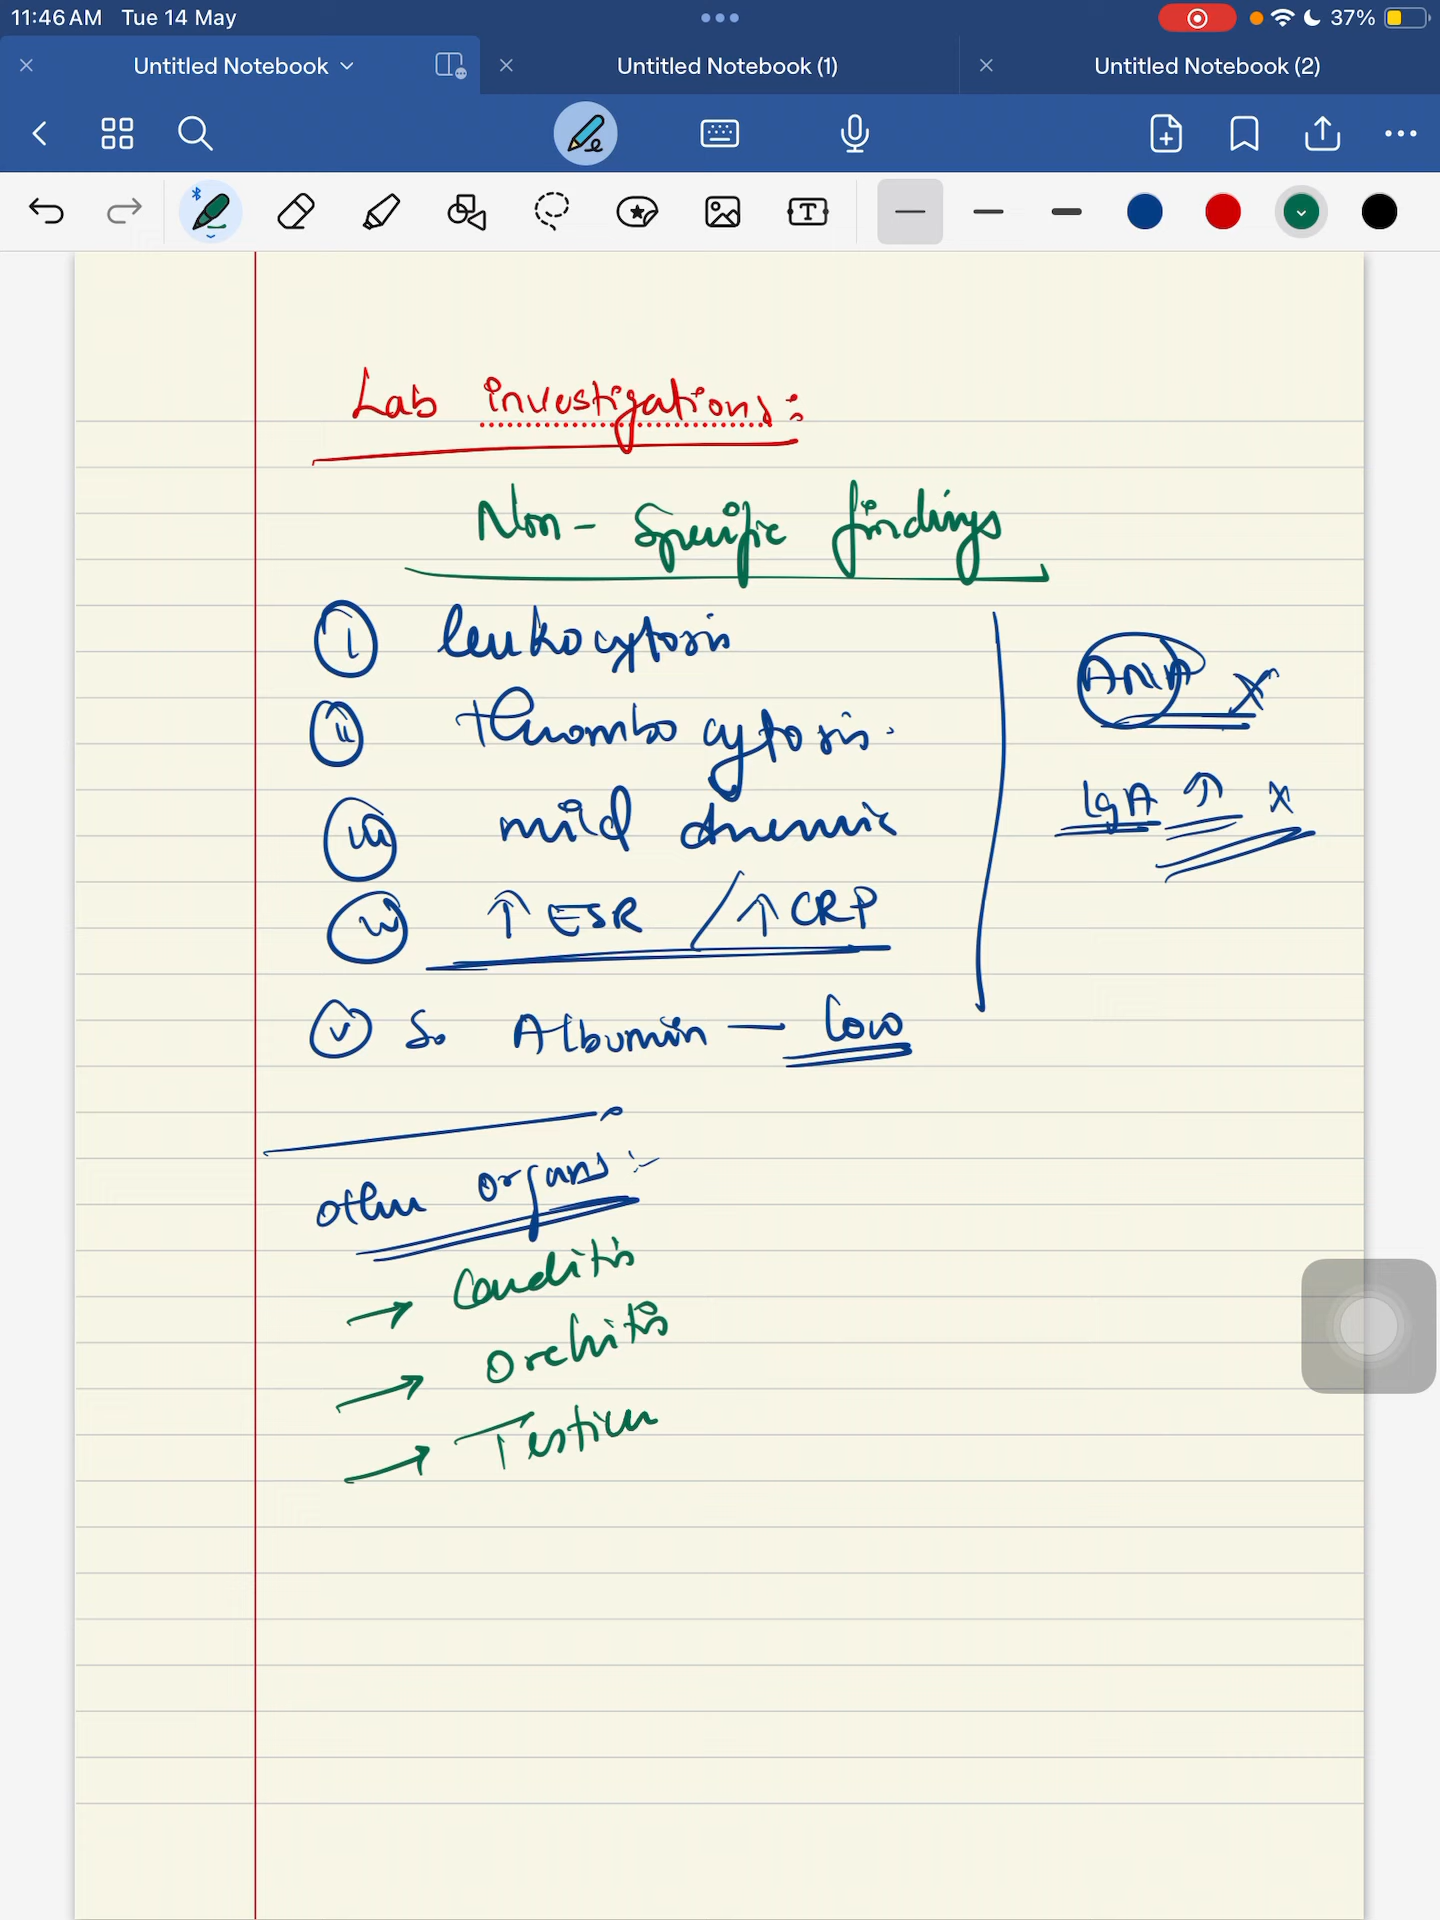 11:46 AM Tue 14 May 37%
Untitled Notebook Untitled Notebook (1) Untitled Notebook (2)
Lab investigations:
Non - Specific findings
i leukocytosis
ii thrombocytosis.
iii mild anemia
iv ↑ ESR / ↑ CRP
v S. Albumin — Low
ANA X
IgA ↑ X
other organs :-
→ Carditis
→ Orchitis
→